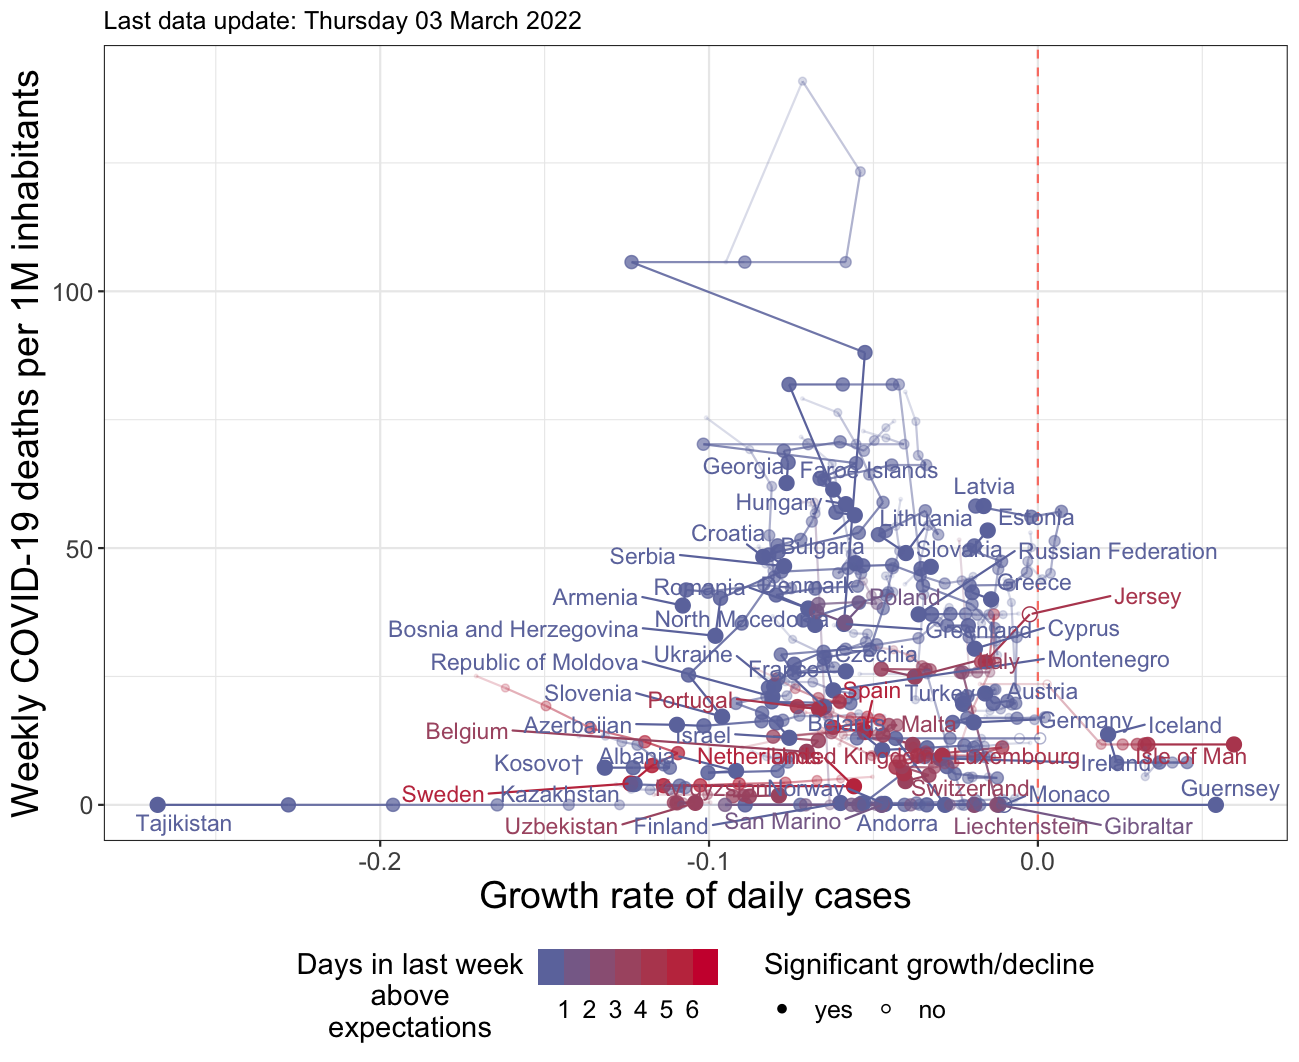 Last data update: Thursday 03 March 2022
Weekly COVID-19 deaths per 1M inhabitants
100
50
0
Georgia
Faroe Islands
Latvia
Hungary
Lithuania
Estonia
Croatia
Bulgaria
Slovakia
Russian Federation
Serbia
Romania
Denmark
Greece
Armenia
Poland
Jersey
North Macedonia
Bosnia and Herzegovina
Greenland
Cyprus
Ukraine
Czechia
Republic of Moldova
France
Italy
Montenegro
Slovenia
Portugal
Spain
Turkey
Austria
Azerbaijan
Belarus
Malta
Germany
Iceland
Belgium
Israel
Kosovo†
Albania
Netherlands
United Kingdom
Luxembourg
Ireland
Isle of Man
Sweden
Kazakhstan
Norway
Switzerland
Monaco
Guernsey
Tajikistan
Uzbekistan
Finland
San Marino
Andorra
Liechtenstein
Gibraltar
-0.2
-0.1
0.0
Growth rate of daily cases
Days in last week
above
expectations
1 2 3 4 5 6
Significant growth/decline
yes
no